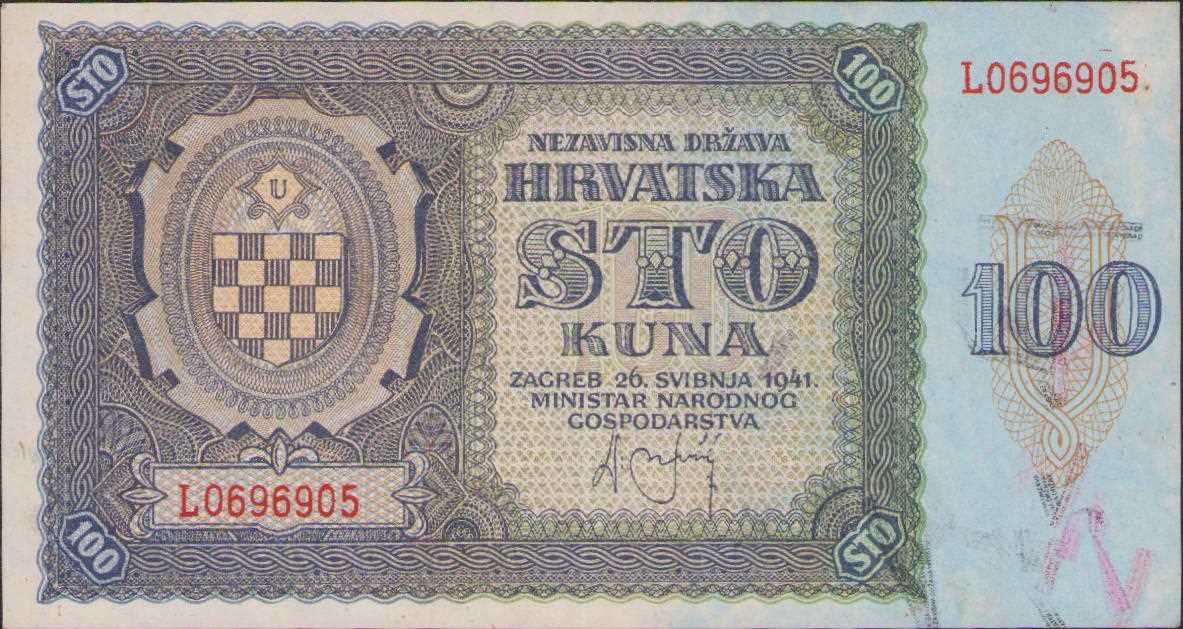 STO
100
L0696905.
U
NEZAVISNA DRŽAVA
HRVATSKA
STO
KUNA
100
ZAGREB 26. SVIBNJA 1941.
MINISTAR NARODNOG
GOSPODARSTVA
L0696905
100
STO